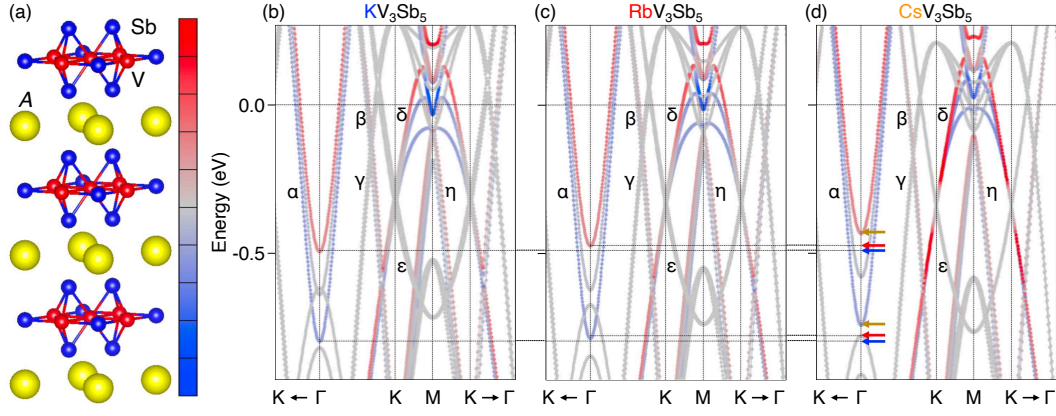 (a)
Sb
V
A
Energy (eV)
0.0
-0.5
(b) KV₃Sb₅
α
β
γ
δ
ε
η
K ← Γ K M K → Γ
(c) RbV₃Sb₅
α
β
γ
δ
ε
η
K ← Γ K M K → Γ
(d) CsV₃Sb₅
α
β
γ
δ
ε
η
K ← Γ K M K → Γ